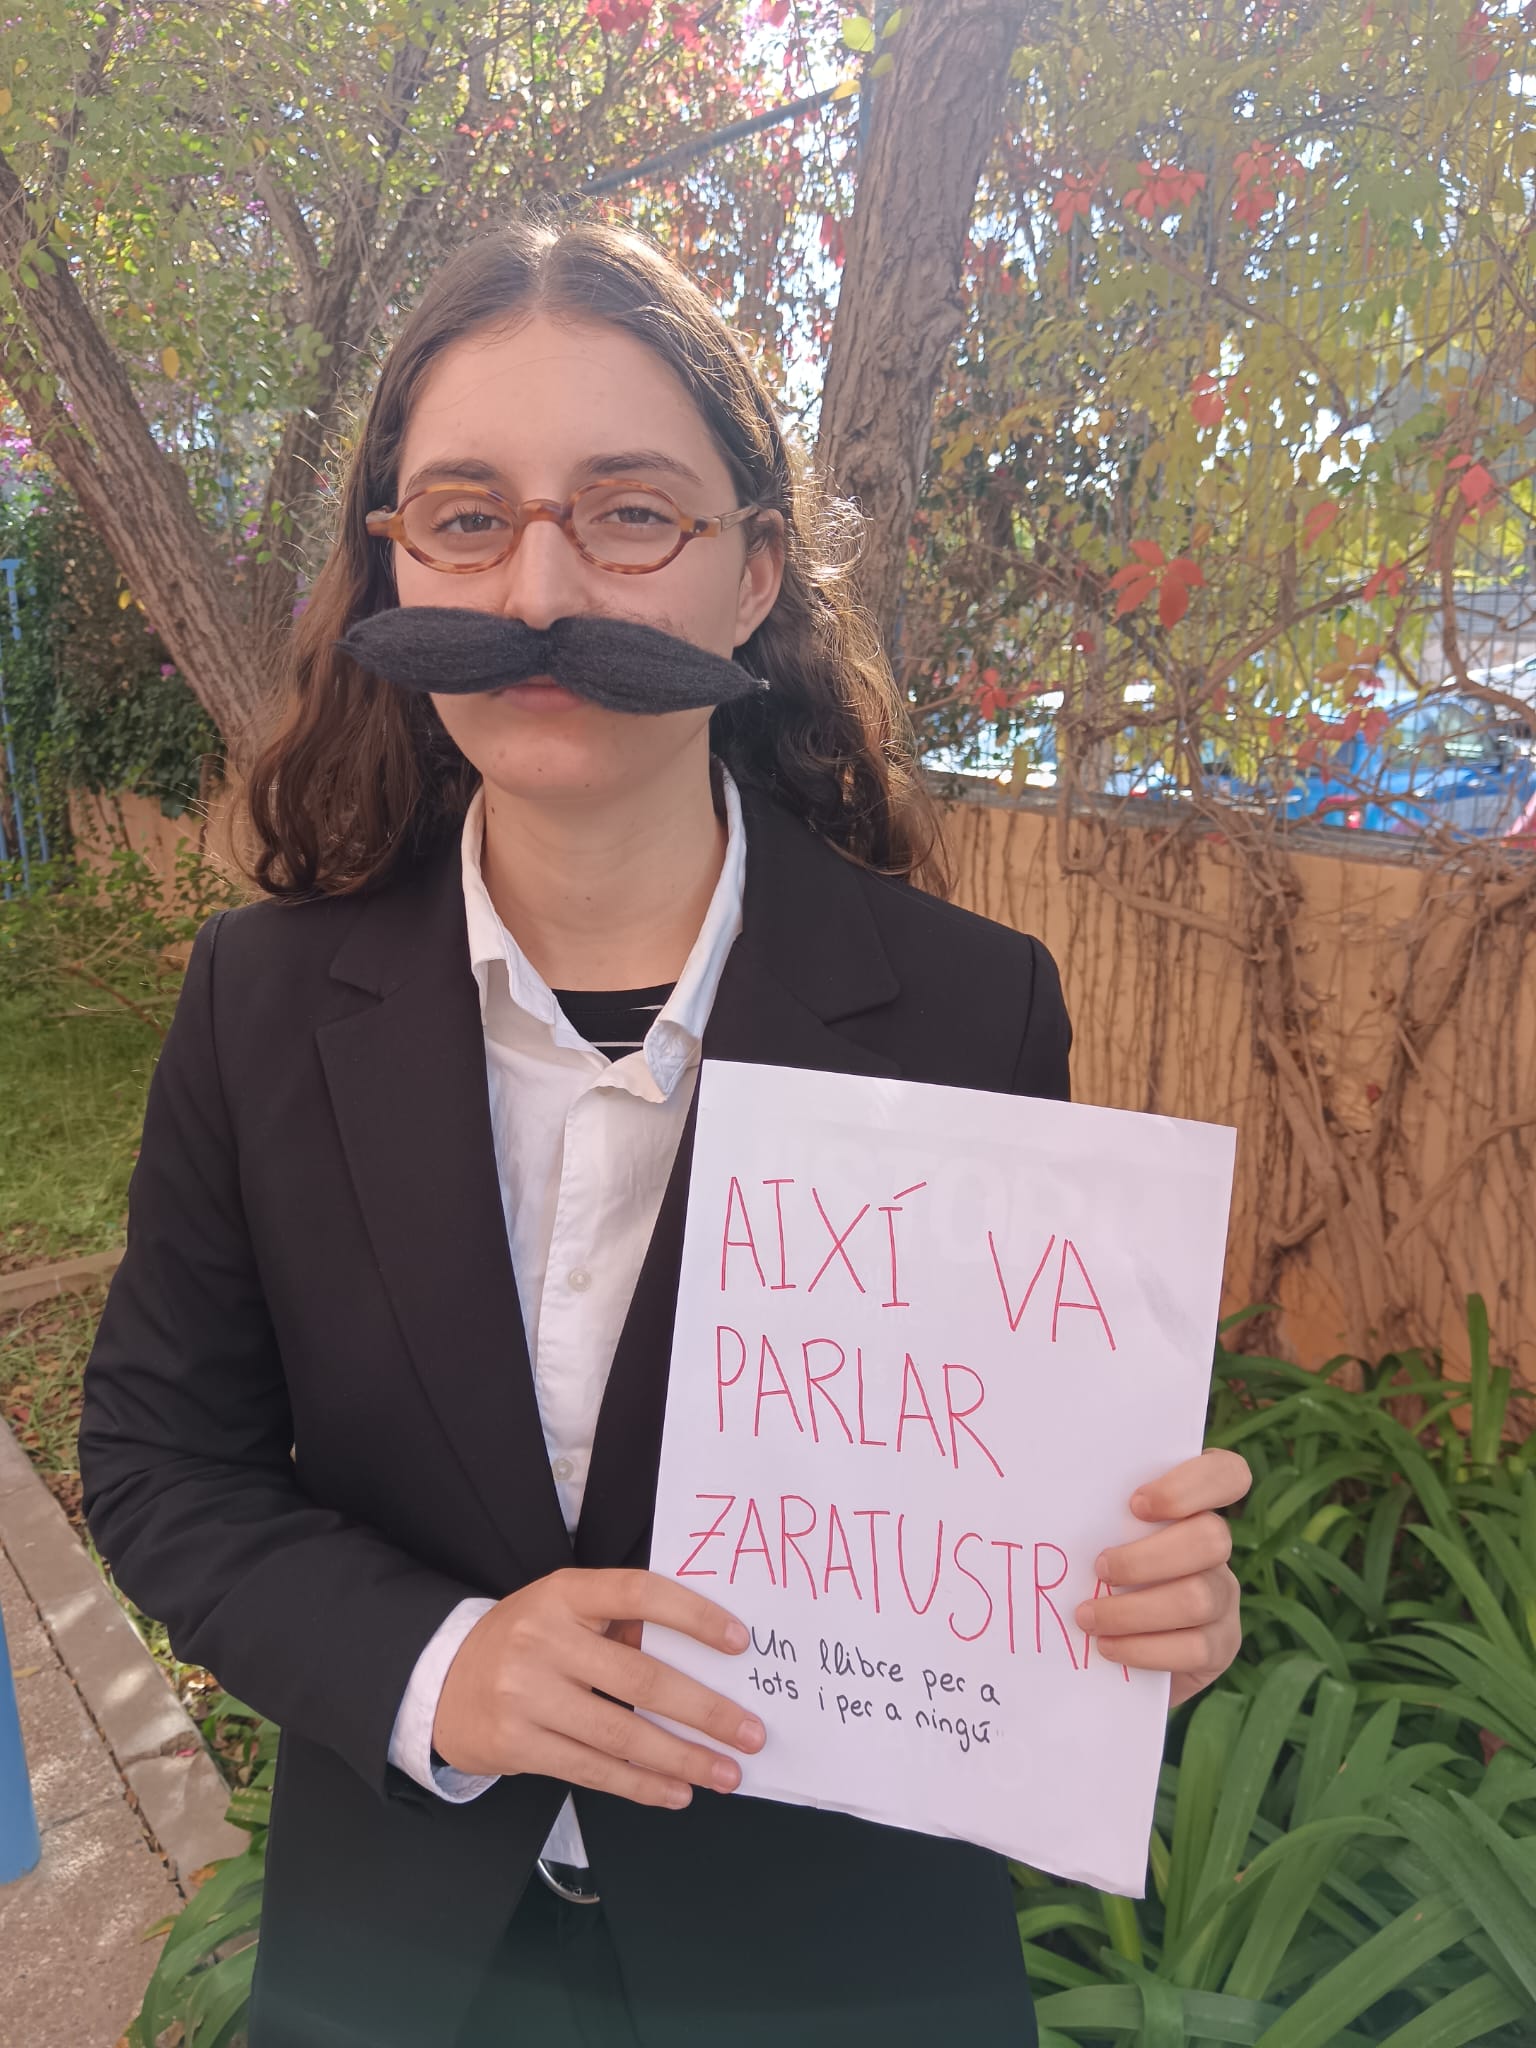 AIXÍ VA
PARLAR
ZARATUSTRA
Un llibre per a
tots i per a ningú